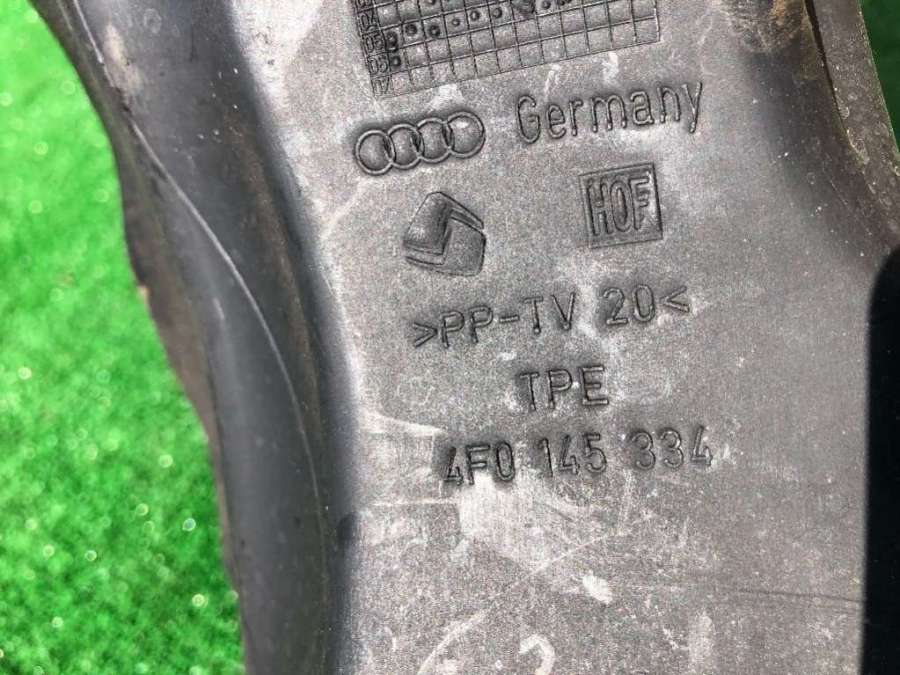 Germany
HOF
>PP-TV 20<
TPE
4F0 145 334